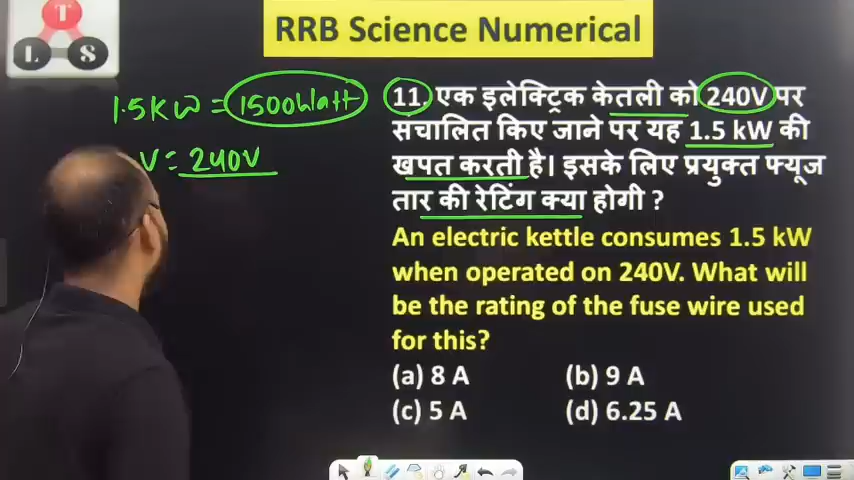 T
L S
RRB Science Numerical
1.5KW = 1500Watt
V = 240V
11. एक इलेक्ट्रिक केतली को 240V पर
संचालित किए जाने पर यह 1.5 kW की
खपत करती है। इसके लिए प्रयुक्त फ्यूज
तार की रेटिंग क्या होगी ?
An electric kettle consumes 1.5 kW
when operated on 240V. What will
be the rating of the fuse wire used
for this?
(a) 8 A (b) 9 A
(c) 5 A (d) 6.25 A